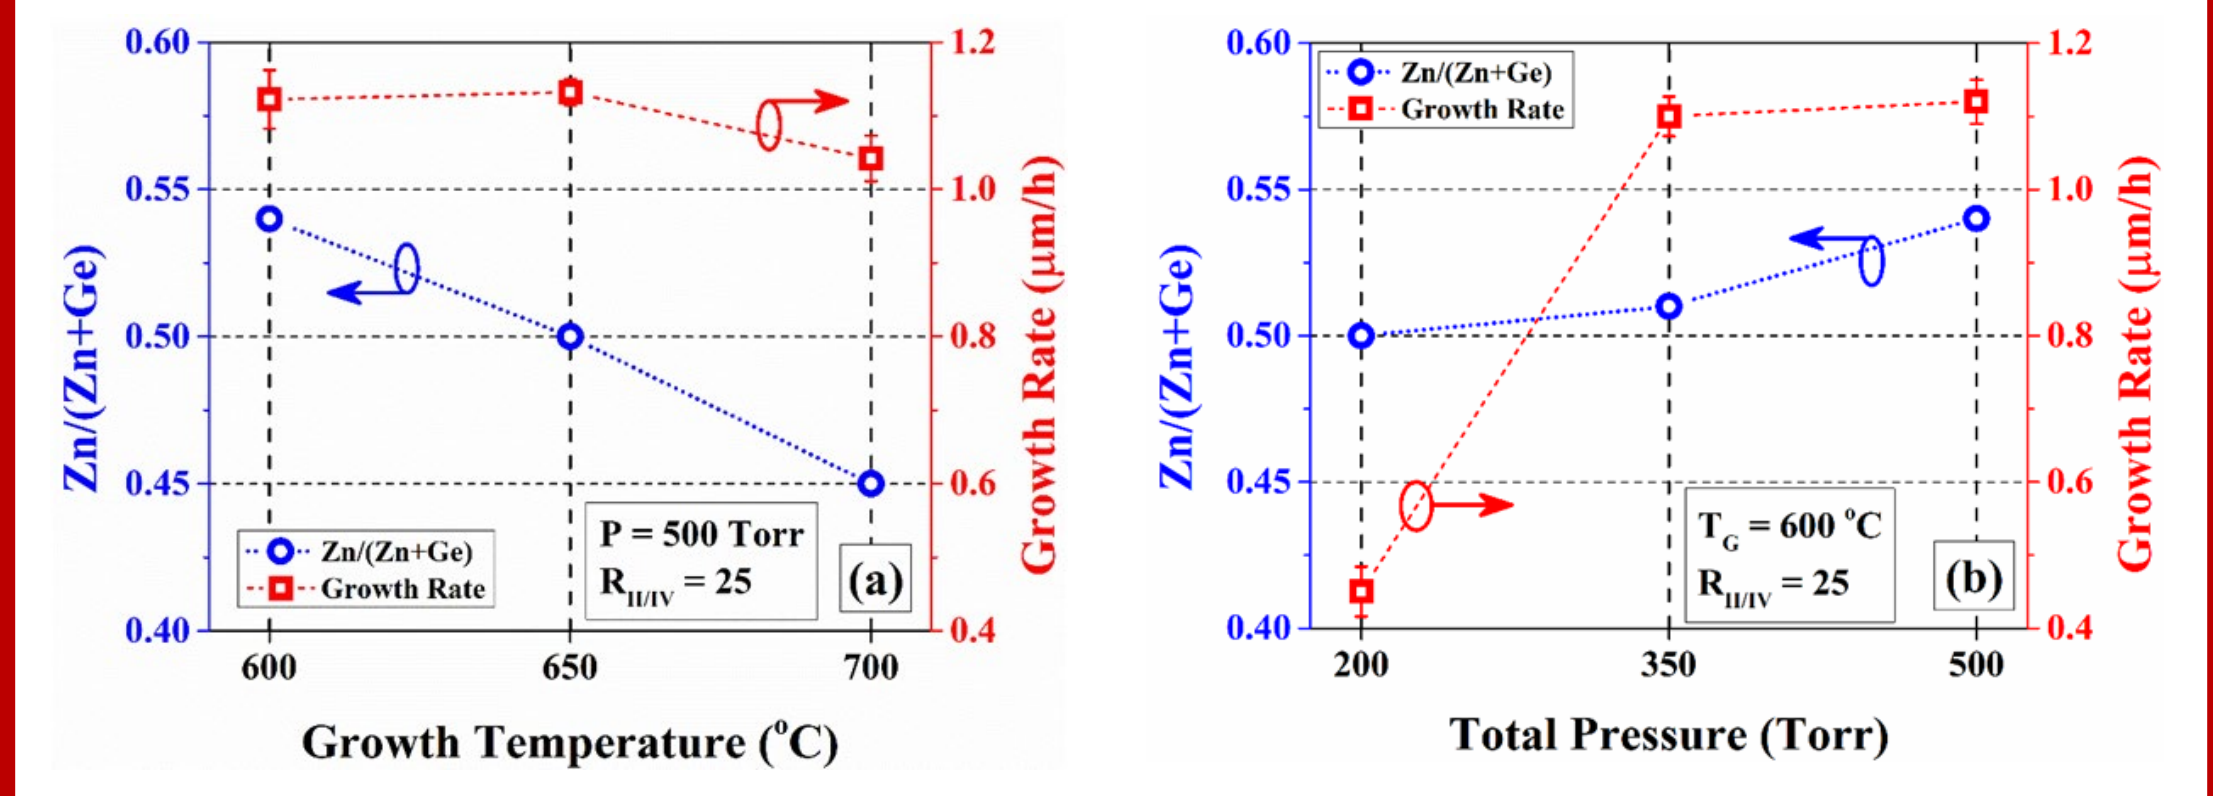 0.60
0.55
0.50
0.45
0.40
Zn/(Zn+Ge)
1.2
1.0
0.8
0.6
0.4
Growth Rate (μm/h)
Zn/(Zn+Ge)
Growth Rate
P = 500 Torr
R_II/IV = 25
(a)
600 650 700
Growth Temperature (°C)
0.60
0.55
0.50
0.45
0.40
Zn/(Zn+Ge)
1.2
1.0
0.8
0.6
0.4
Growth Rate (μm/h)
Zn/(Zn+Ge)
Growth Rate
T_G = 600 °C
R_II/IV = 25
(b)
200 350 500
Total Pressure (Torr)